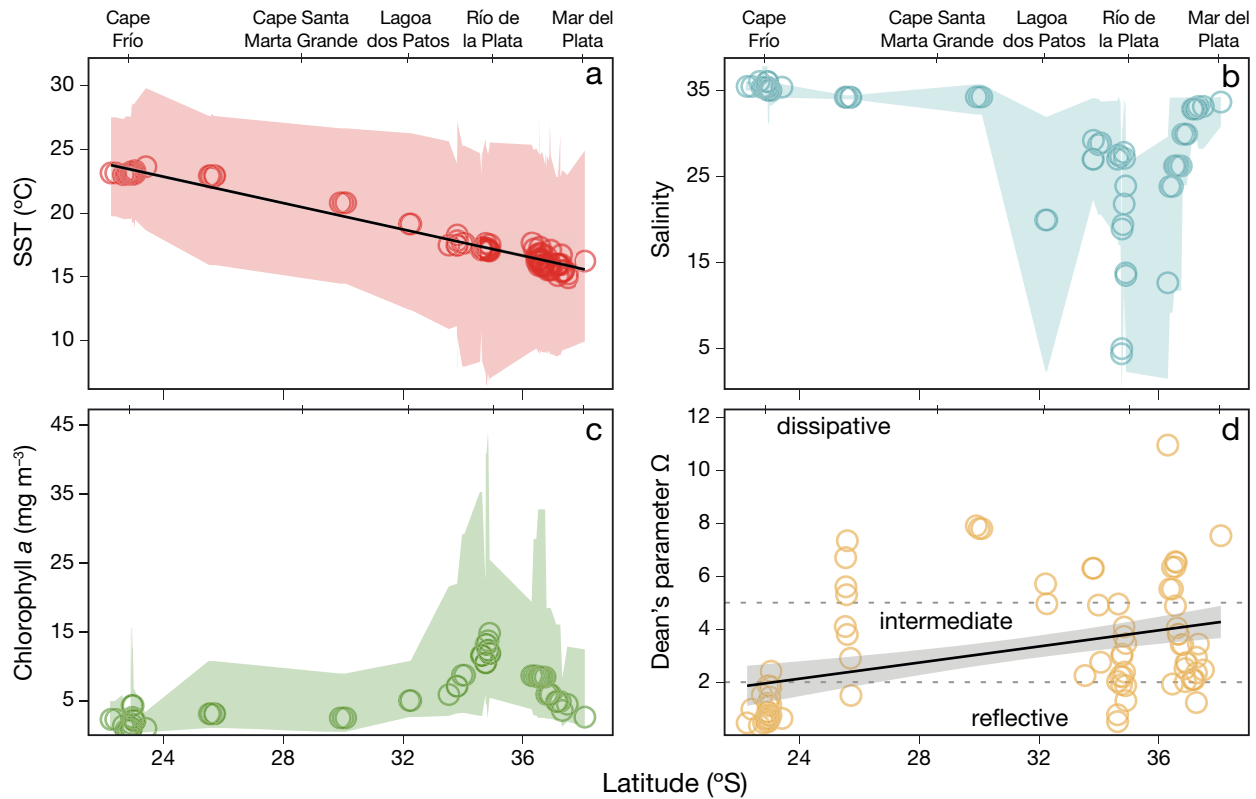 Cape Frío
Cape Santa Marta Grande
Lagoa dos Patos
Río de la Plata
Mar del Plata
Cape Frío
Cape Santa Marta Grande
Lagoa dos Patos
Río de la Plata
Mar del Plata
a
30
25
20
15
10
SST (ºC)
b
35
25
15
5
Salinity
c
45
35
25
15
5
Chlorophyll a (mg m⁻³)
24
28
32
36
d
12
10
8
6
4
2
Dean's parameter Ω
dissipative
intermediate
reflective
24
28
32
36
Latitude (ºS)